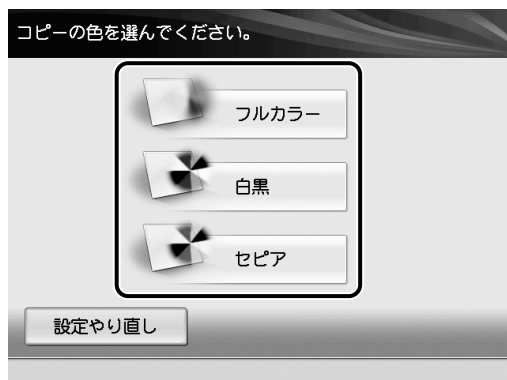 コピーの色を選んでください。
フルカラー
白黒
セピア
設定やり直し